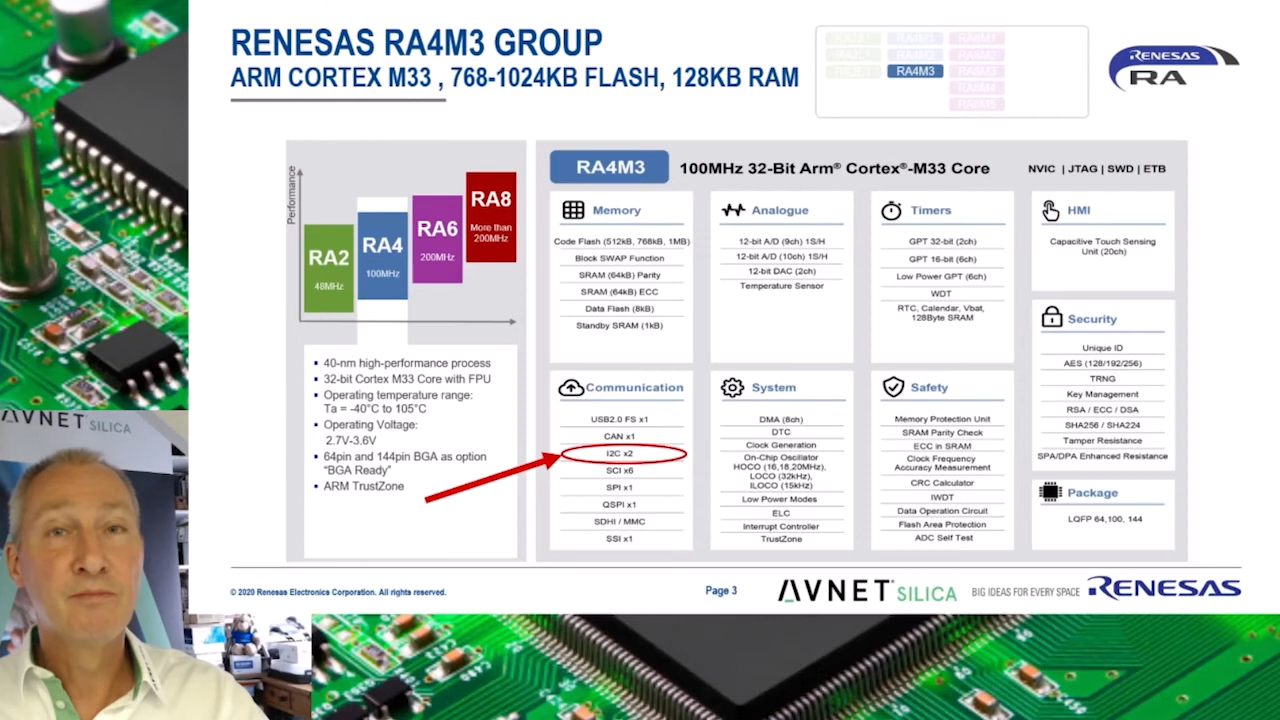 RENESAS RA4M3 GROUP
ARM CORTEX M33 , 768-1024KB FLASH, 128KB RAM
RA4M1
RA6M1
RA4M2
RA6M2
RA4M3
RA6M3
RA6M4
RA6M5
RENESAS
RA
Performance
RA2
48MHz
RA4
100MHz
RA6
200MHz
RA8
More than
200MHz
▪ 40-nm high-performance process
▪ 32-bit Cortex M33 Core with FPU
▪ Operating temperature range:
Ta = -40°C to 105°C
▪ Operating Voltage:
2.7V-3.6V
▪ 64pin and 144pin BGA as option
“BGA Ready”
▪ ARM TrustZone
RA4M3
100MHz 32-Bit Arm® Cortex®-M33 Core
NVIC | JTAG | SWD | ETB
Memory
Code Flash (512kB, 768kB, 1MB)
Block SWAP Function
SRAM (64kB) Parity
SRAM (64kB) ECC
Data Flash (8kB)
Standby SRAM (1kB)
Analogue
12-bit A/D (9ch) 1S/H
12-bit A/D (10ch) 1S/H
12-bit DAC (2ch)
Temperature Sensor
Timers
GPT 32-bit (2ch)
GPT 16-bit (6ch)
Low Power GPT (6ch)
WDT
RTC, Calendar, Vbat,
128Byte SRAM
HMI
Capacitive Touch Sensing
Unit (20ch)
Security
Unique ID
AES (128/192/256)
TRNG
Key Management
RSA / ECC / DSA
SHA256 / SHA224
Tamper Resistance
SPA/DPA Enhanced Resistance
Communication
USB2.0 FS x1
CAN x1
I2C x2
SCI x6
SPI x1
QSPI x1
SDHI / MMC
SSI x1
System
DMA (8ch)
DTC
Clock Generation
On-Chip Oscillator
HOCO (16,18,20MHz),
LOCO (32kHz),
ILOCO (15kHz)
Low Power Modes
ELC
Interrupt Controller
TrustZone
Safety
Memory Protection Unit
SRAM Parity Check
ECC in SRAM
Clock Frequency
Accuracy Measurement
CRC Calculator
IWDT
Data Operation Circuit
Flash Area Protection
ADC Self Test
Package
LQFP 64,100, 144
© 2020 Renesas Electronics Corporation. All rights reserved.
Page 3
AVNET SILICA
BIG IDEAS FOR EVERY SPACE
RENESAS
AVNET SILICA